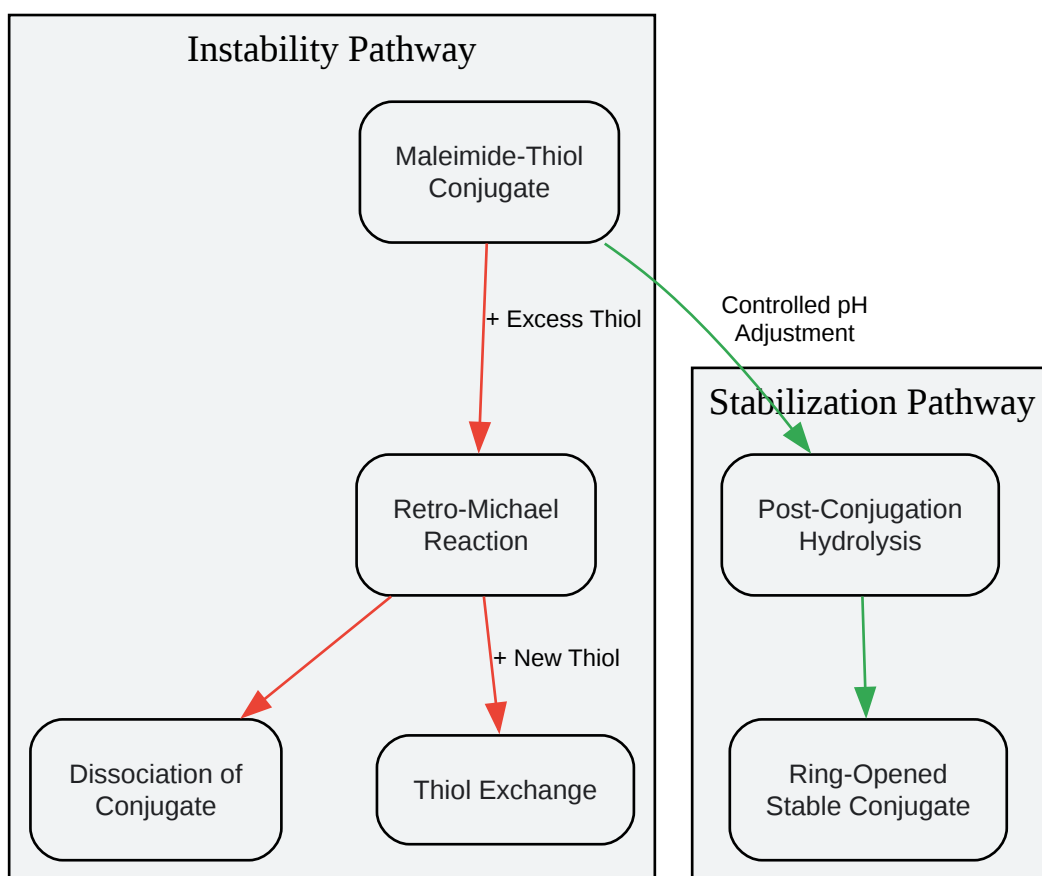 Instability Pathway
Maleimide-Thiol
Conjugate
+ Excess Thiol
Controlled pH
Adjustment
Stabilization Pathway
Retro-Michael
Reaction
Post-Conjugation
Hydrolysis
+ New Thiol
Dissociation of
Conjugate
Thiol Exchange
Ring-Opened
Stable Conjugate